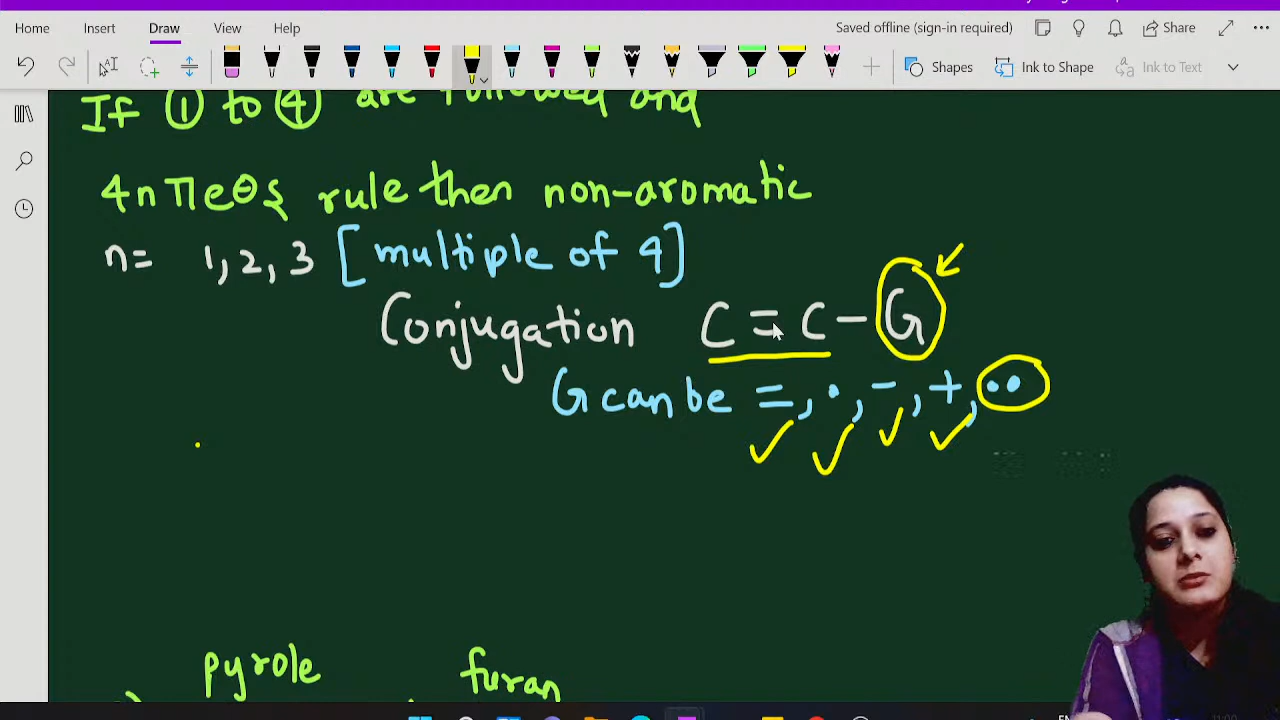 Home Insert Draw View Help Saved offline (sign-in required) Share
Shapes Ink to Shape Ink to Text
If ① to ④ are followed and
4n πe⊖s rule then non-aromatic
n= 1, 2, 3 [multiple of 4]
Conjugation C = C - G
G can be =, ·, -, +, ··
pyrole furan